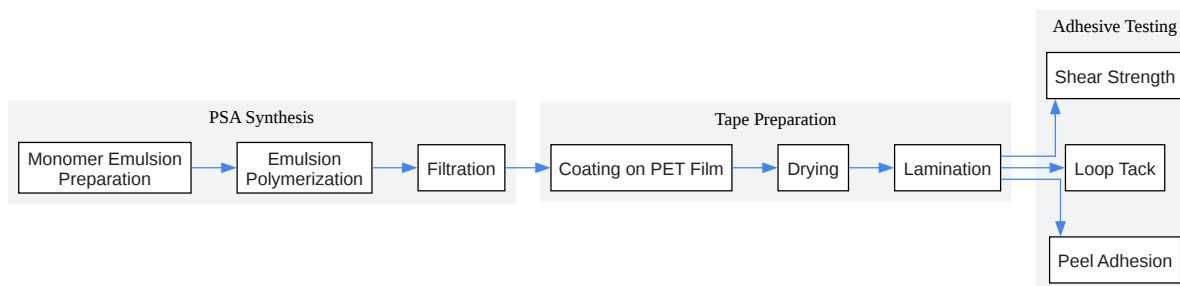 PSA Synthesis
Monomer Emulsion
Preparation
Emulsion
Polymerization
Filtration
Tape Preparation
Coating on PET Film
Drying
Lamination
Adhesive Testing
Shear Strength
Loop Tack
Peel Adhesion